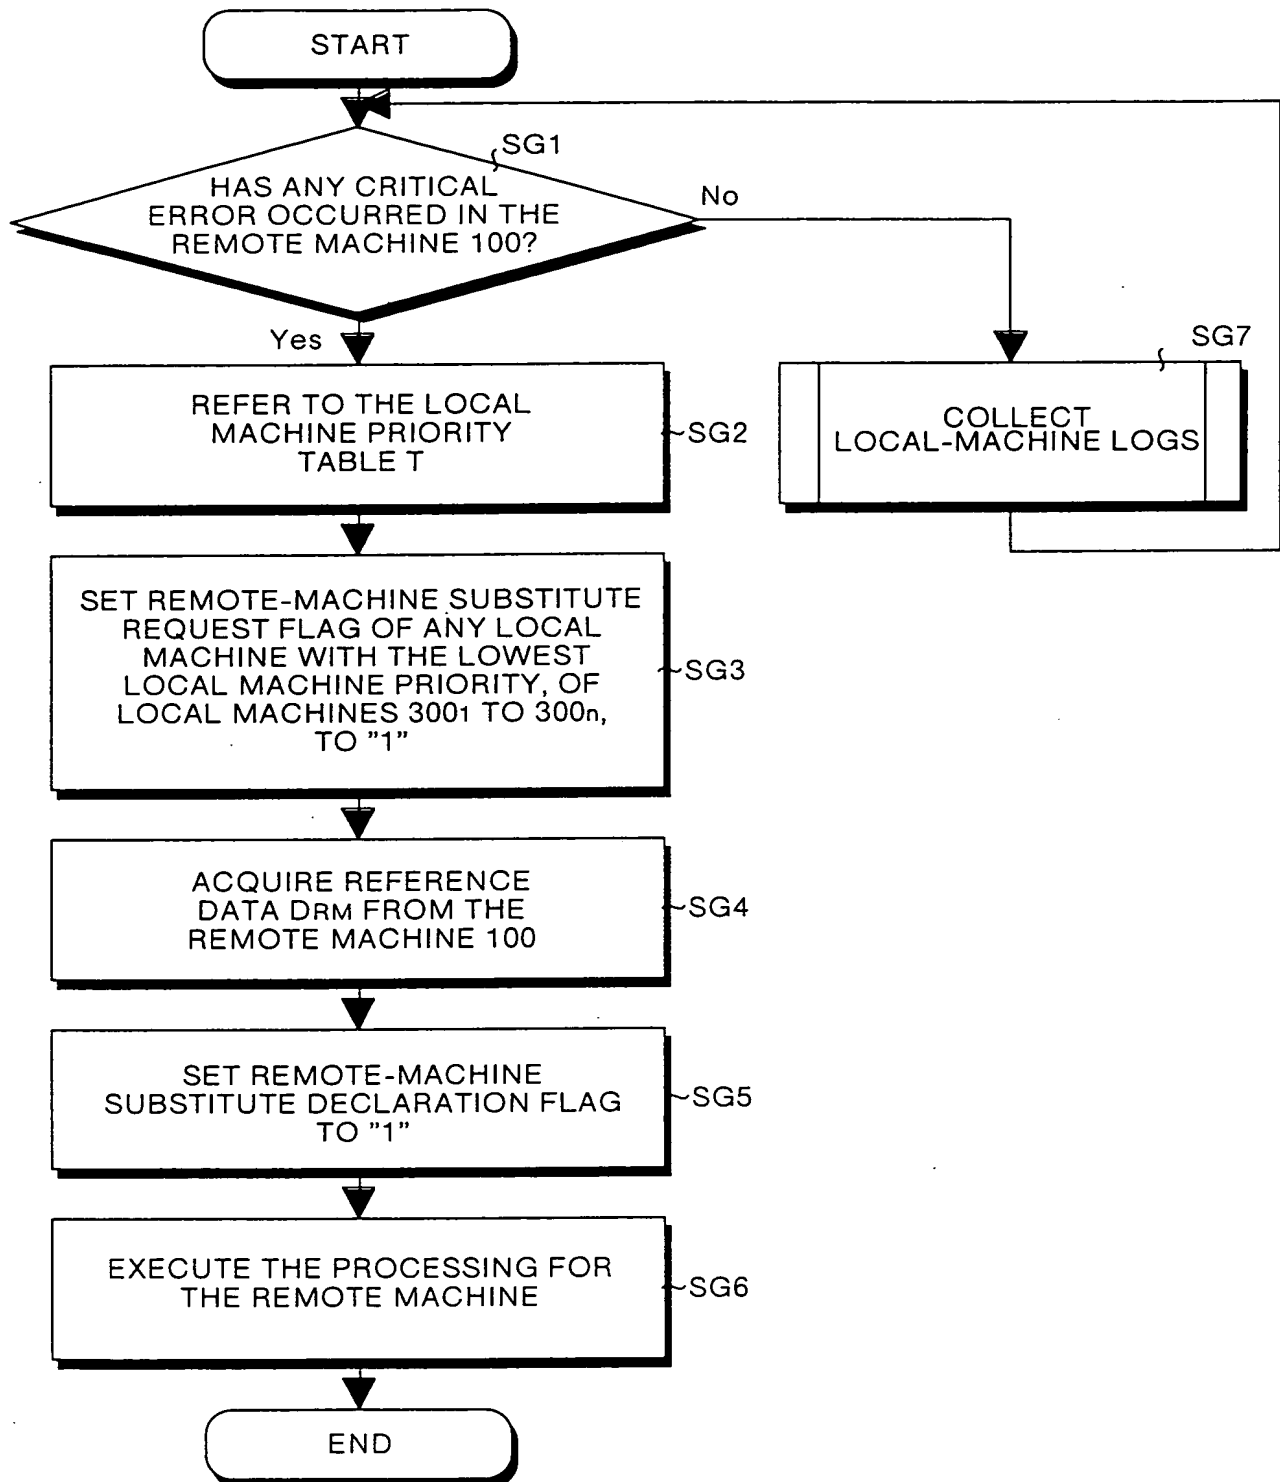 START
SG1
HAS ANY CRITICAL
ERROR OCCURRED IN THE
REMOTE MACHINE 100?
No
Yes
SG7
COLLECT
LOCAL-MACHINE LOGS
REFER TO THE LOCAL
MACHINE PRIORITY
TABLE T
SG2
SET REMOTE-MACHINE SUBSTITUTE
REQUEST FLAG OF ANY LOCAL
MACHINE WITH THE LOWEST
LOCAL MACHINE PRIORITY, OF
LOCAL MACHINES 3001 TO 300n,
TO "1"
SG3
ACQUIRE REFERENCE
DATA DRM FROM THE
REMOTE MACHINE 100
SG4
SET REMOTE-MACHINE
SUBSTITUTE DECLARATION FLAG
TO "1"
SG5
EXECUTE THE PROCESSING FOR
THE REMOTE MACHINE
SG6
END